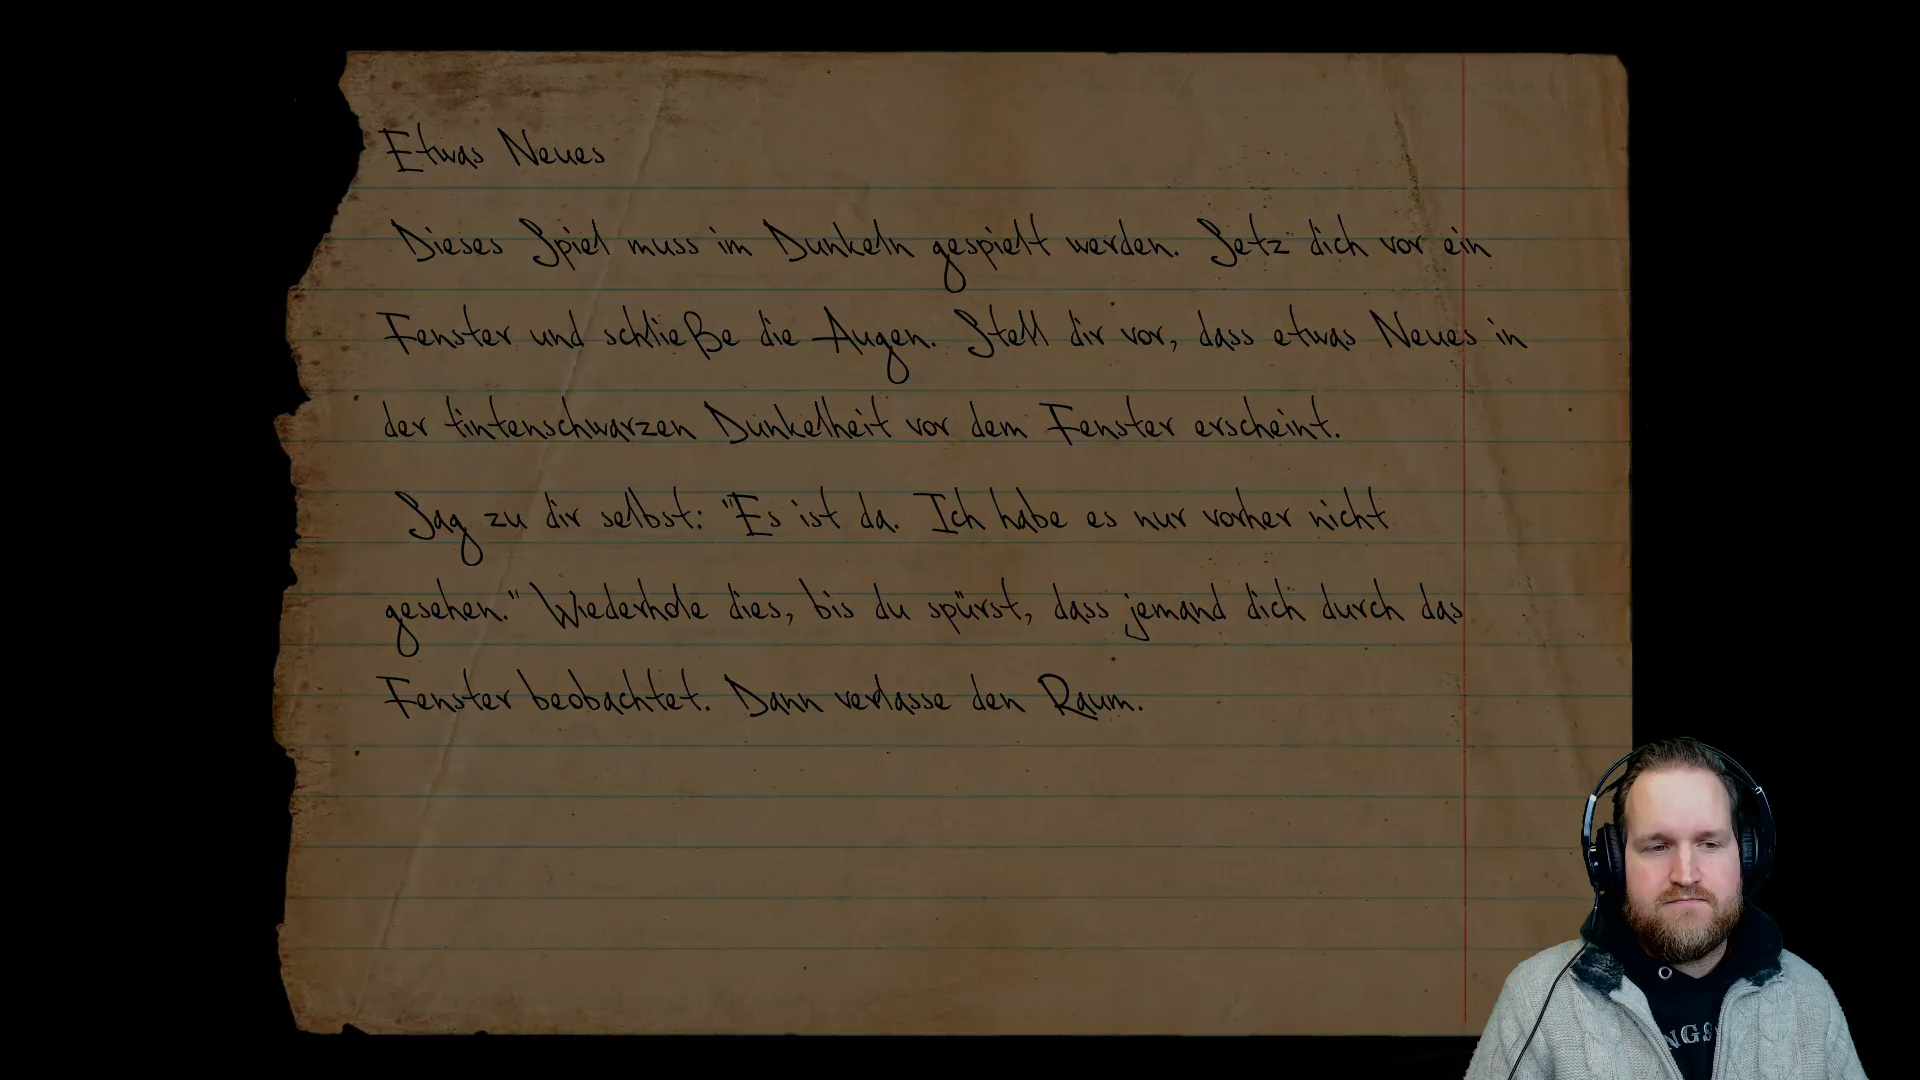 Etwas Neues
Dieses Spiel muss im Dunkeln gespielt werden. Setz dich vor ein
Fenster und schließe die Augen. Stell dir vor, dass etwas Neues in
der tintenschwarzen Dunkelheit vor dem Fenster erscheint.
Sag zu dir selbst: "Es ist da. Ich habe es nur vorher nicht
gesehen." Wiederhole dies, bis du spürst, dass jemand dich durch das
Fenster beobachtet. Dann verlasse den Raum.